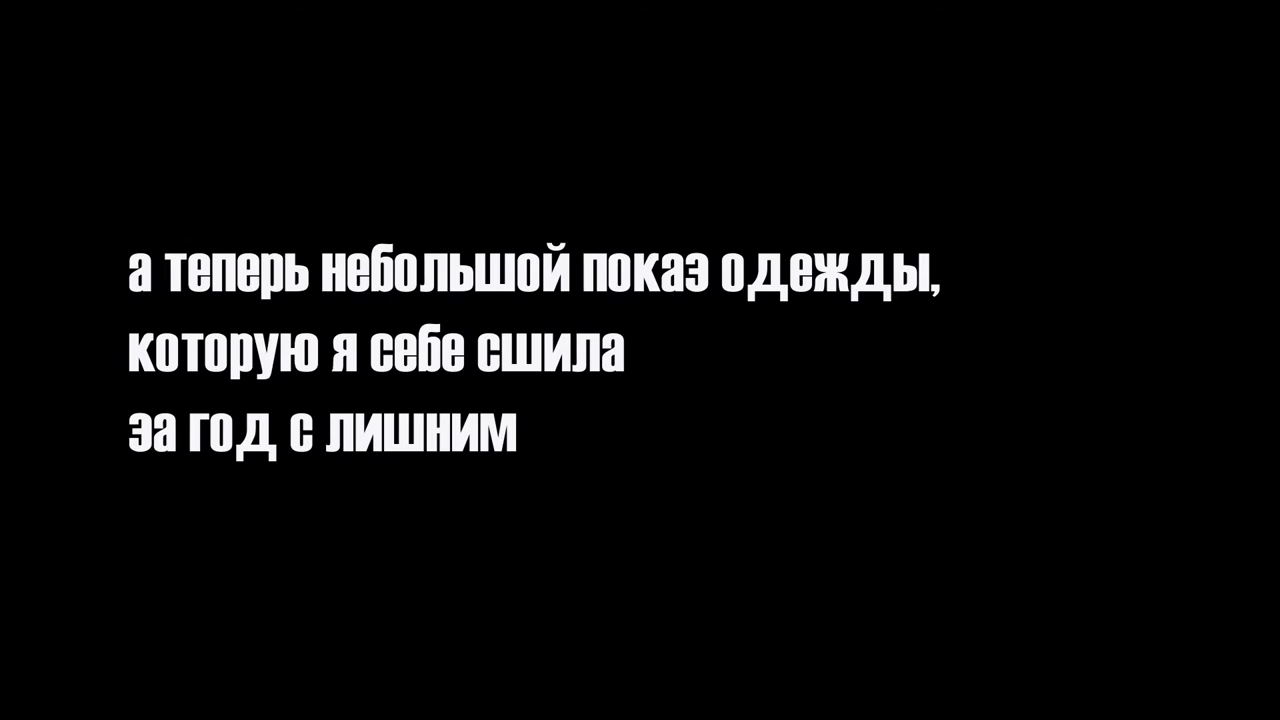 а теперь небольшой показ одежды,
которую я себе сшила
за год с лишним